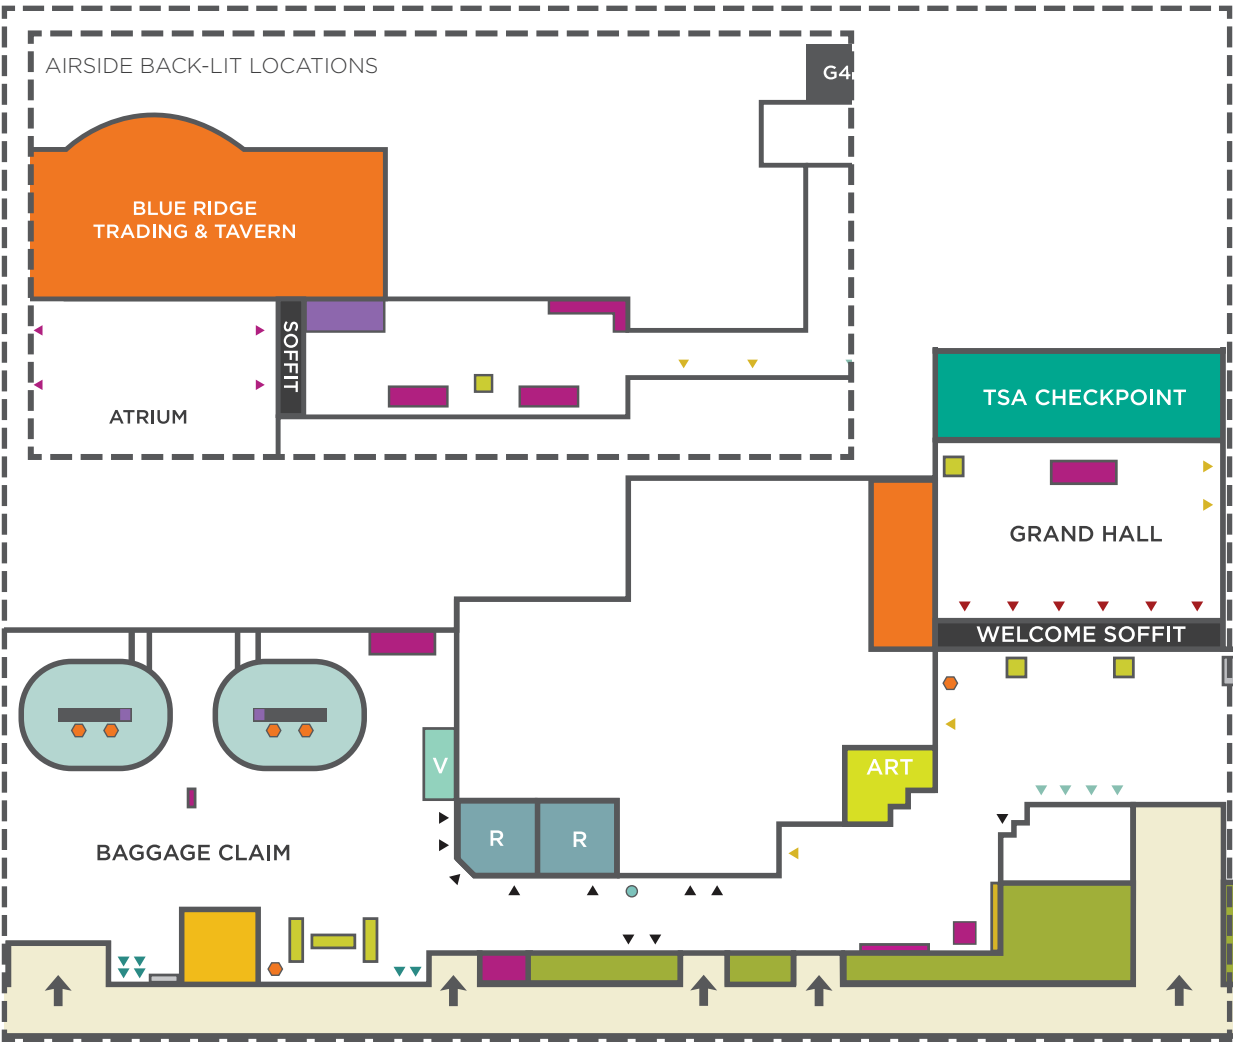 AIRSIDE BACK-LIT LOCATIONS
G4
BLUE RIDGE
TRADING & TAVERN
SOFFIT
ATRIUM
TSA CHECKPOINT
GRAND HALL
WELCOME SOFFIT
V
ART
R
R
BAGGAGE CLAIM